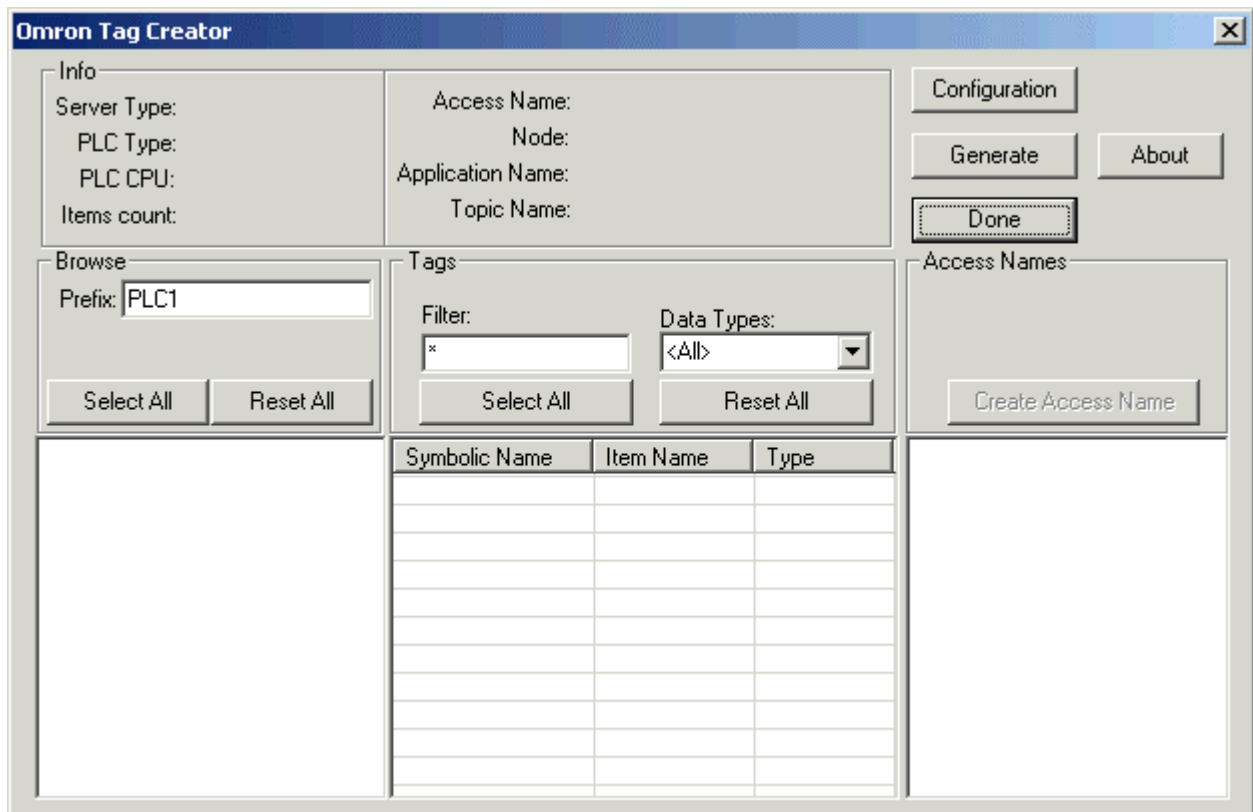 Omron Tag Creator
Info
Server Type:
PLC Type:
PLC CPU:
Items count:
Access Name:
Node:
Application Name:
Topic Name:
Configuration
Generate
About
Done
Browse
Prefix: PLC1
Select All
Reset All
Tags
Filter:
*
Data Types:
<All>
Select All
Reset All
Access Names
Create Access Name
Symbolic Name
Item Name
Type